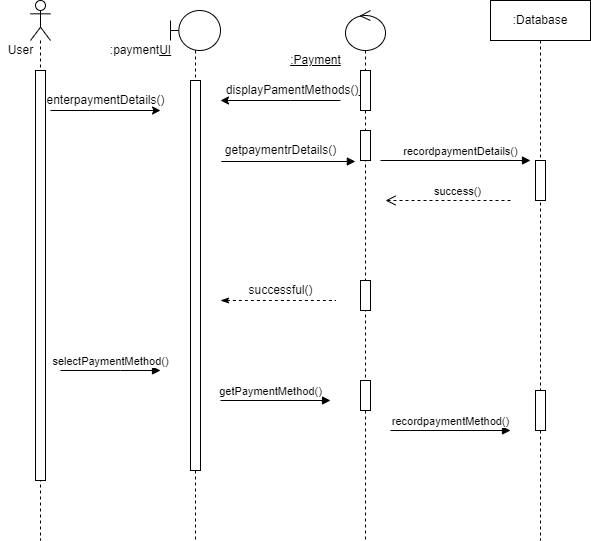 :Database
User
:paymentUI
:Payment
displayPamentMethods()
enterpaymentDetails()
getpaymentrDetails()
recordpaymentDetails()
success()
successful()
selectPaymentMethod()
getPaymentMethod()
recordpaymentMethod()